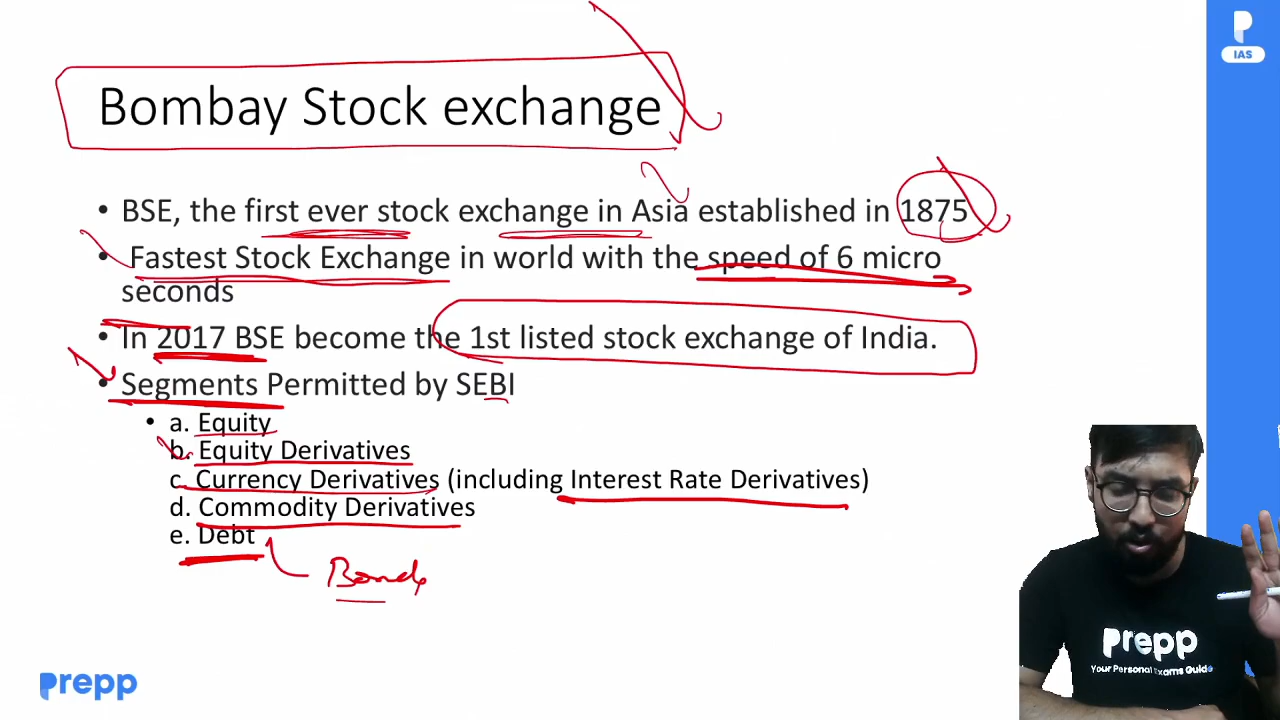 IAS
Bombay Stock exchange
• BSE, the first ever stock exchange in Asia established in 1875
• Fastest Stock Exchange in world with the speed of 6 micro
seconds
• In 2017 BSE become the 1st listed stock exchange of India.
• Segments Permitted by SEBI
• a. Equity
b. Equity Derivatives
c. Currency Derivatives (including Interest Rate Derivatives)
d. Commodity Derivatives
e. Debt
Bonds
prepp
Your Personal Exams Guide
prepp